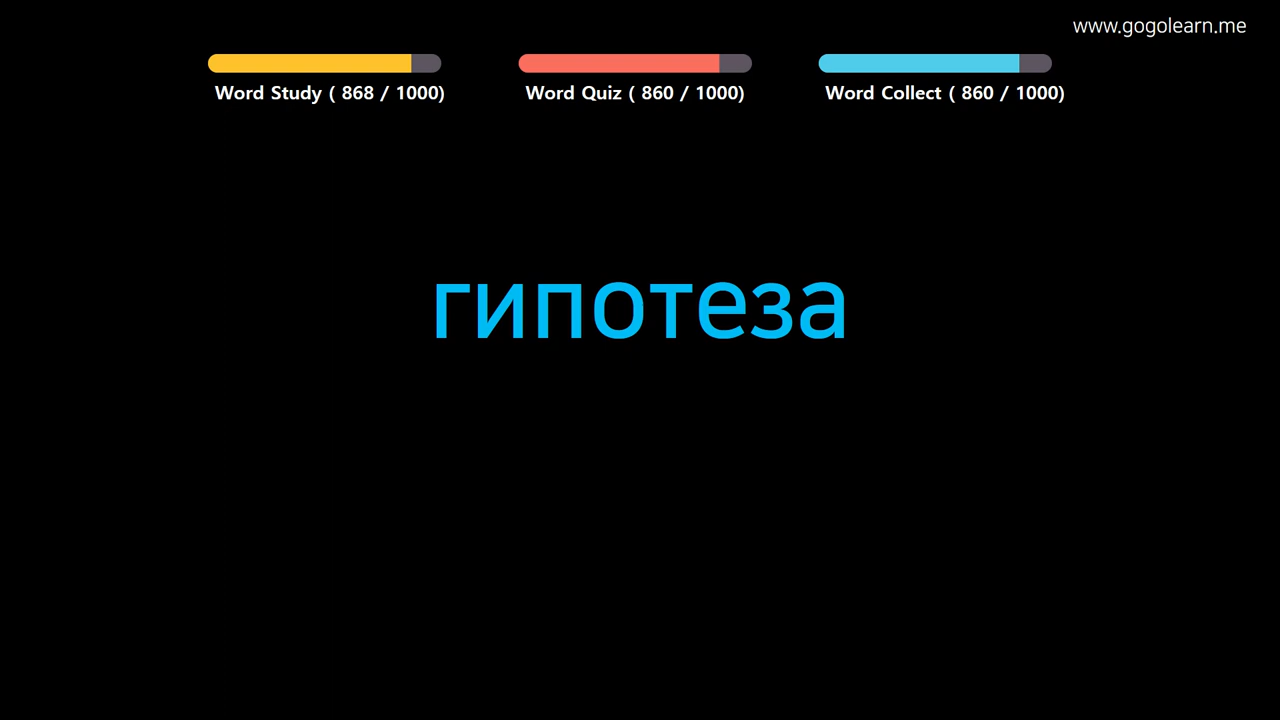 www.gogolearn.me
Word Study ( 868 / 1000)
Word Quiz ( 860 / 1000)
Word Collect ( 860 / 1000)
гипотеза